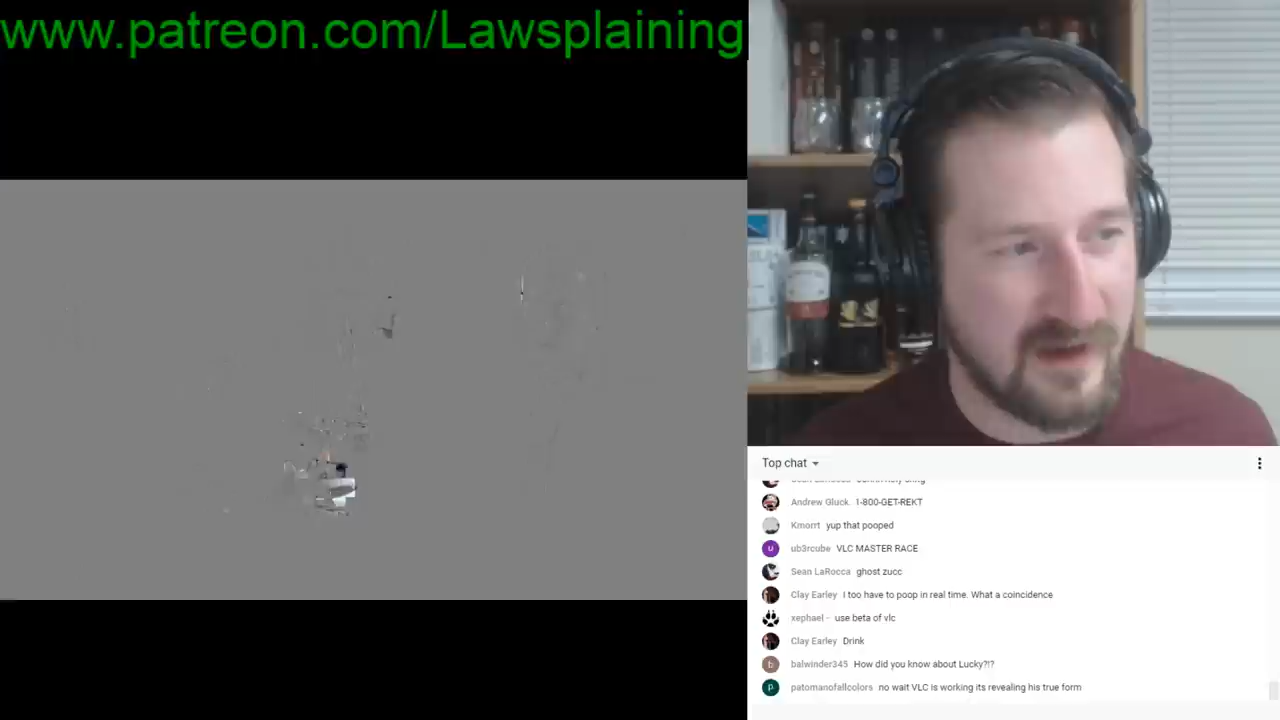 www.patreon.com/Lawsplaining
Top chat
Andrew Gluck 1-800-GET-REKT
Kmorrt yup that pooped
u ub3rcube VLC MASTER RACE
Sean LaRocca ghost zucc
Clay Earley I too have to poop in real time. What a coincidence
xephael - use beta of vlc
Clay Earley Drink
b balwinder345 How did you know about Lucky?!?
p patomanofallcolors no wait VLC is working its revealing his true form